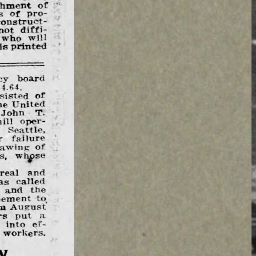 hment of
s of pro-
onstruct-
not diffi-
who will
is printed
cy board
4.64.
sisted of
he United
John T.
ill oper-
Seattle,
r failure
awing of
s, whose
real and
as called
and the
ement to
n August
rs put a
into ef-
workers.